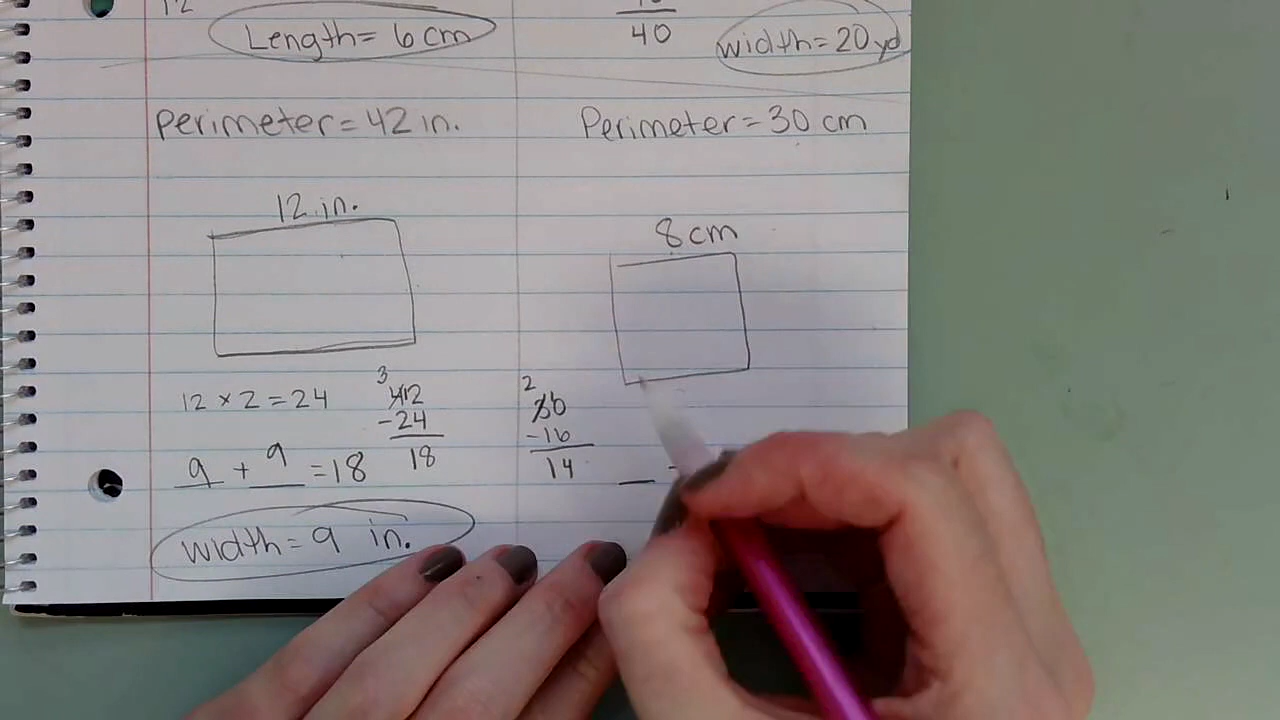 12
Length = 6 cm
40
width = 20 yd
perimeter = 42 in.
12 in.
12 × 2 = 24
3
412
-24
18
9 + 9 = 18
width = 9 in.
Perimeter = 30 cm
8 cm
2
30
-16
14